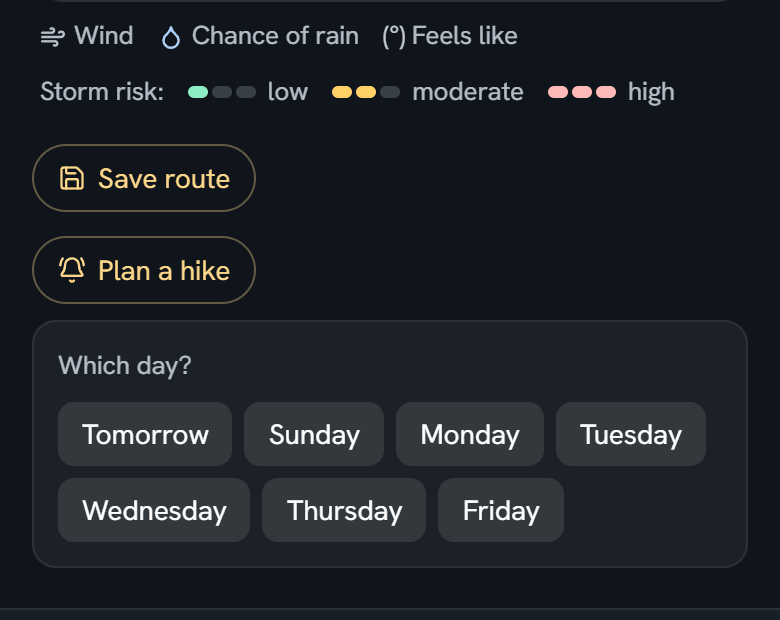 Wind Chance of rain (°) Feels like
Storm risk: low moderate high
Save route
Plan a hike
Which day?
Tomorrow Sunday Monday Tuesday
Wednesday Thursday Friday